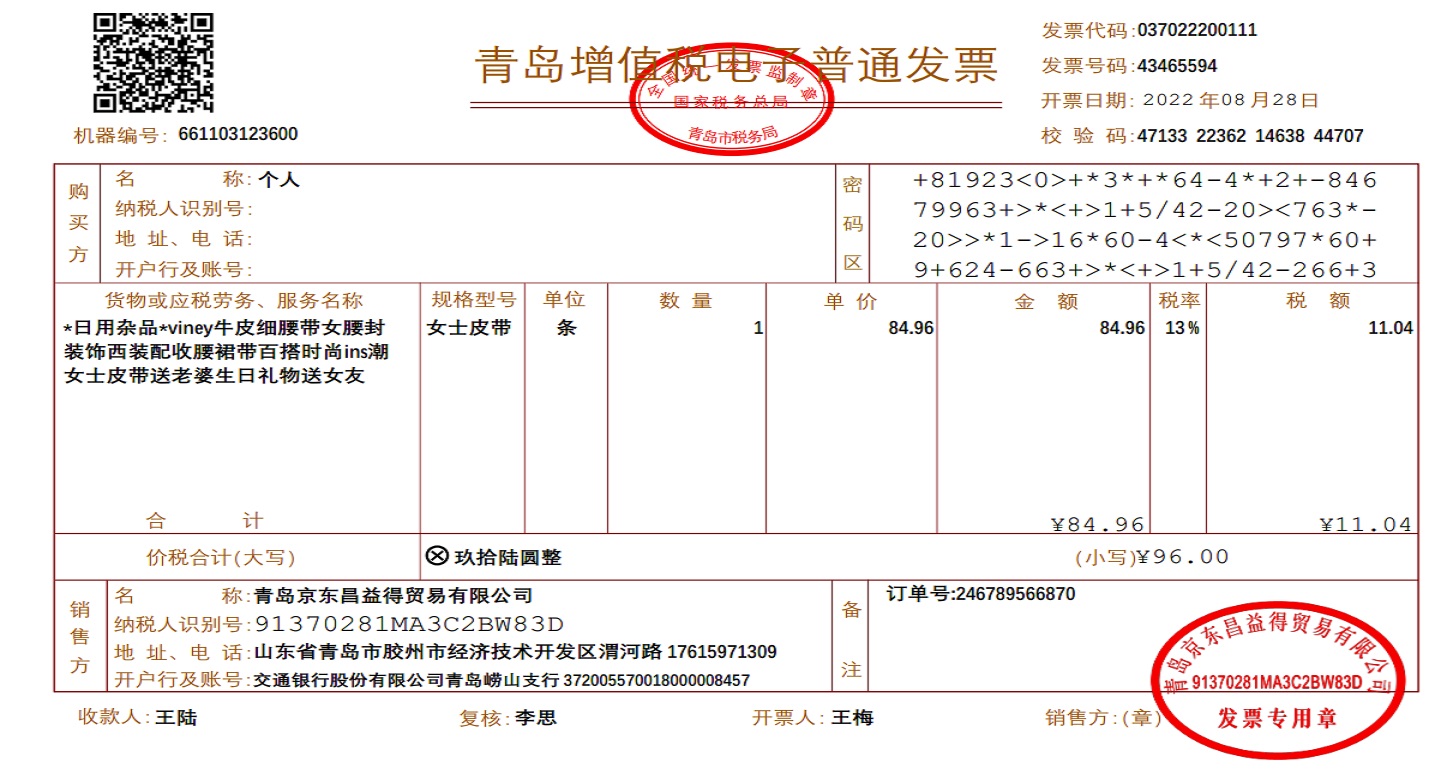 青岛增值税电子普通发票
全国统一发票监制章
国家税务总局
青岛市税务局
发票代码:037022200111
发票号码:43465594
开票日期: 2022 年08 月28日
校 验 码:47133 22362 14638 44707
机器编号: 661103123600
购买方
名 称: 个人
纳税人识别号:
地 址、电 话:
开户行及账号:
密码区
+81923<0>+*3*+*64-4*+2+-846
79963+>*<+>1+5/42-20><763*-
20>>*1->16*60-4<*<50797*60+
9+624-663+>*<+>1+5/42-266+3
货物或应税劳务、服务名称 规格型号 单位 数 量 单 价 金 额 税率 税 额
*日用杂品*viney牛皮细腰带女腰封 女士皮带 条 1 84.96 84.96 13% 11.04
装饰西装配收腰裙带百搭时尚ins潮
女士皮带送老婆生日礼物送女友
合 计 ¥84.96 ¥11.04
价税合计(大写) ⊗ 玖拾陆圆整 (小写)¥96.00
销售方
名 称: 青岛京东昌益得贸易有限公司
纳税人识别号: 91370281MA3C2BW83D
地 址、电 话: 山东省青岛市胶州市经济技术开发区渭河路 17615971309
开户行及账号: 交通银行股份有限公司青岛崂山支行 372005570018000008457
备注
订单号:246789566870
收款人: 王陆 复核: 李思 开票人: 王梅 销售方:(章)
青岛京东昌益得贸易有限公司
91370281MA3C2BW83D
发票专用章